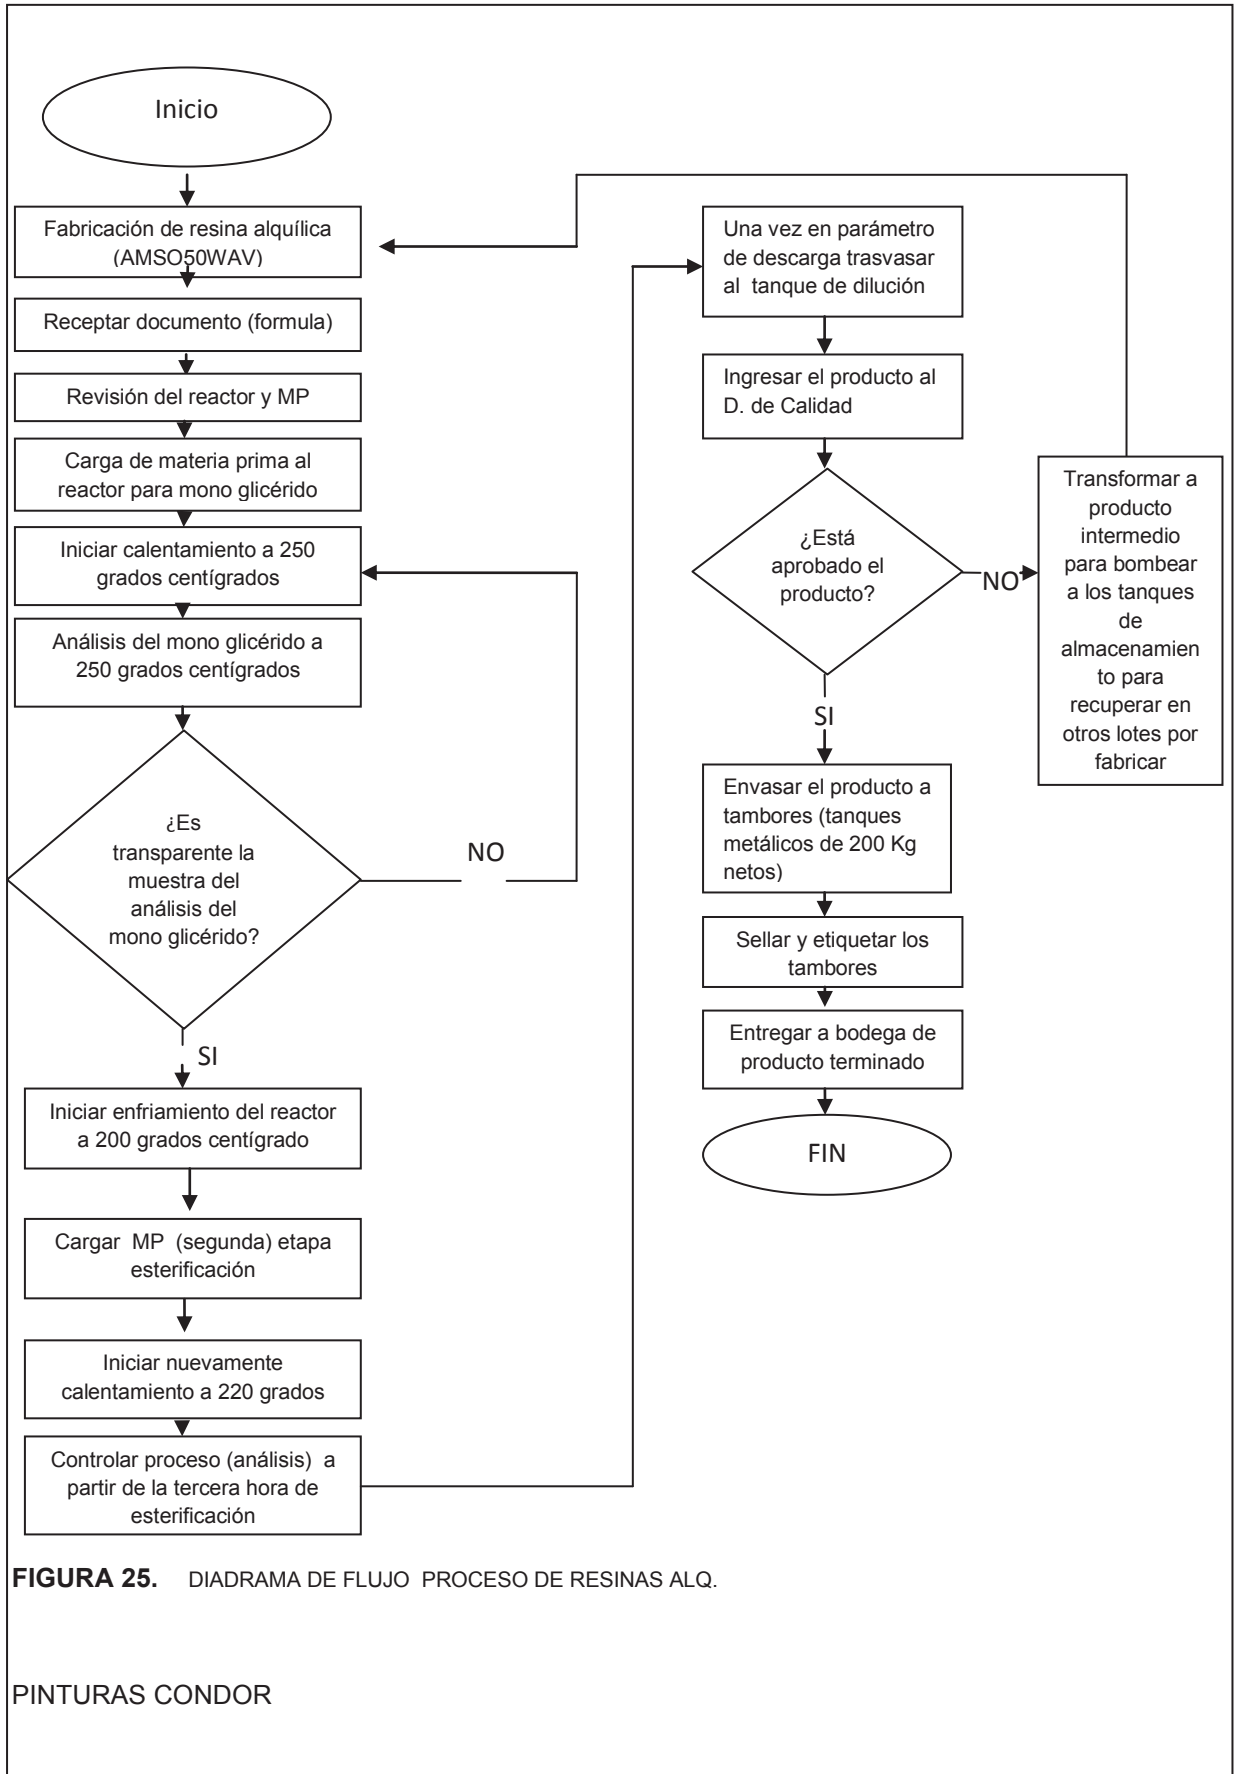 Inicio
Fabricación de resina alquílica
(AMSO50WAV)
Receptar documento (formula)
Revisión del reactor y MP
Carga de materia prima al
reactor para mono glicérido
Iniciar calentamiento a 250
grados centígrados
Análisis del mono glicérido a
250 grados centígrados
¿Es
transparente la
muestra del
análisis del
mono glicérido?
NO
SI
Iniciar enfriamiento del reactor
a 200 grados centígrado
Cargar MP (segunda) etapa
esterificación
Iniciar nuevamente
calentamiento a 220 grados
Controlar proceso (análisis) a
partir de la tercera hora de
esterificación
Una vez en parámetro
de descarga trasvasar
al tanque de dilución
Ingresar el producto al
D. de Calidad
¿Está
aprobado el
producto?
NO
Transformar a
producto
intermedio
para bombear
a los tanques
de
almacenamien
to para
recuperar en
otros lotes por
fabricar
SI
Envasar el producto a
tambores (tanques
metálicos de 200 Kg
netos)
Sellar y etiquetar los
tambores
Entregar a bodega de
producto terminado
FIN
FIGURA 25. DIADRAMA DE FLUJO PROCESO DE RESINAS ALQ.
PINTURAS CONDOR